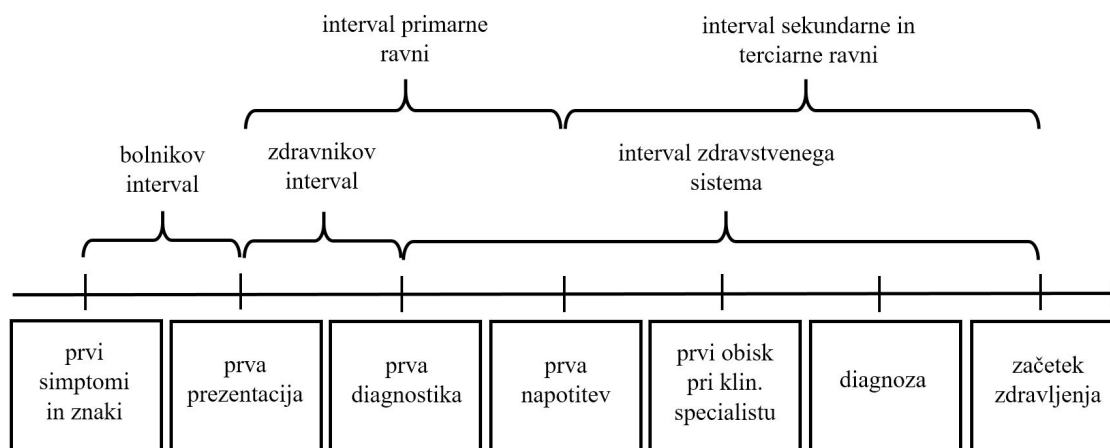 interval primarne
ravni
interval sekundarne in
terciarne ravni
bolnikov
interval
zdravnikov
interval
interval zdravstvenega
sistema
prvi
simptomi
in znaki
prva
prezentacija
prva
diagnostika
prva
napotitev
prvi obisk
pri klin.
specialistu
diagnoza
začetek
zdravljenja